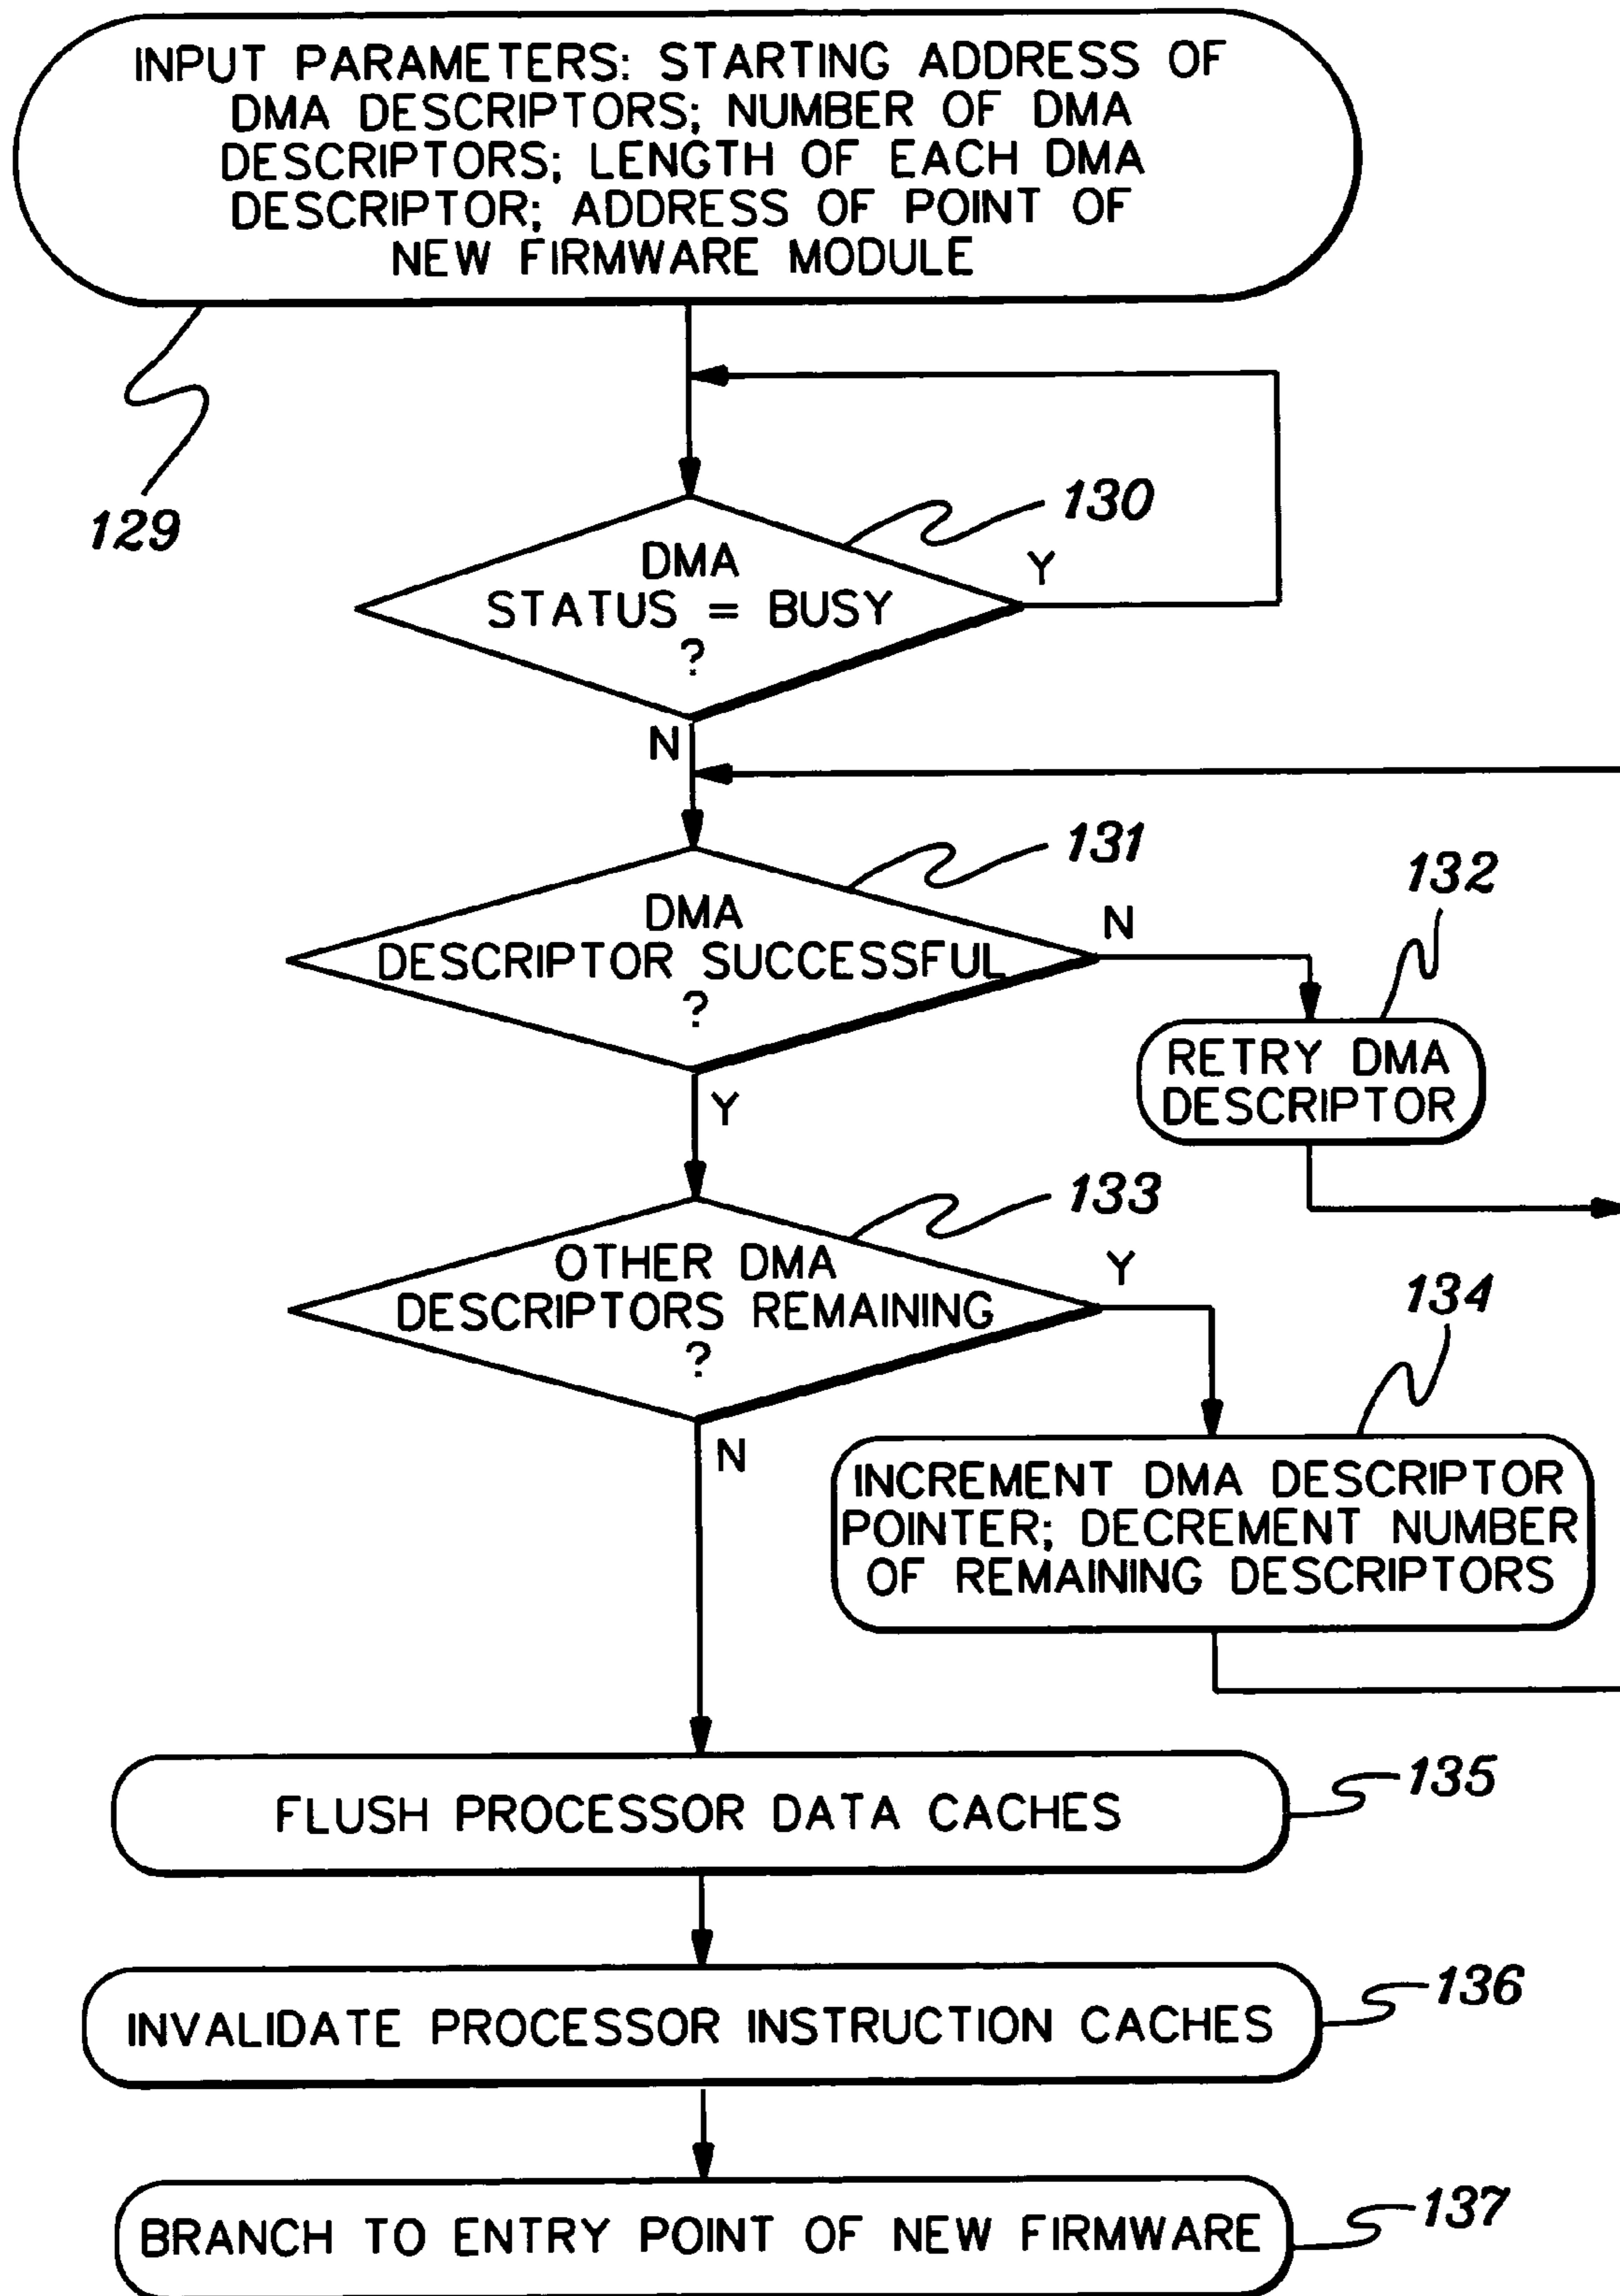 INPUT PARAMETERS: STARTING ADDRESS OF
DMA DESCRIPTORS; NUMBER OF DMA
DESCRIPTORS; LENGTH OF EACH DMA
DESCRIPTOR; ADDRESS OF POINT OF
NEW FIRMWARE MODULE
129
130
DMA
STATUS = BUSY
?
Y
N
131
DMA
DESCRIPTOR SUCCESSFUL
?
N
132
RETRY DMA
DESCRIPTOR
Y
133
OTHER DMA
DESCRIPTORS REMAINING
?
Y
134
INCREMENT DMA DESCRIPTOR
POINTER; DECREMENT NUMBER
OF REMAINING DESCRIPTORS
N
FLUSH PROCESSOR DATA CACHES
135
INVALIDATE PROCESSOR INSTRUCTION CACHES
136
BRANCH TO ENTRY POINT OF NEW FIRMWARE
137